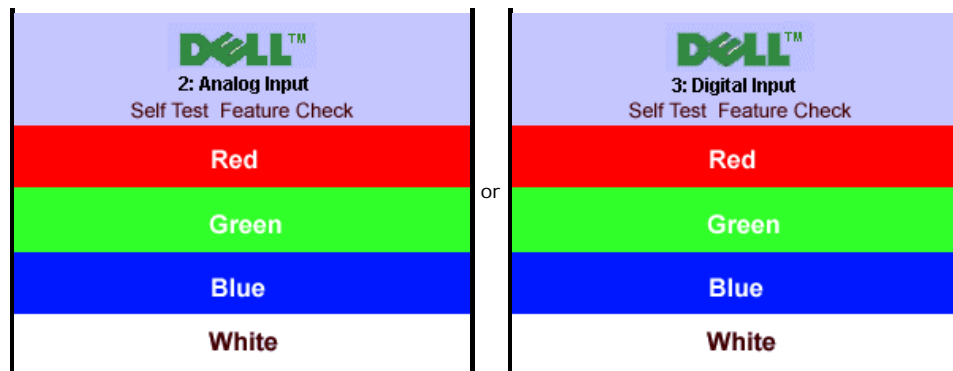 DELL™
2: Analog Input
Self Test Feature Check
Red
Green
Blue
White
or
DELL™
3: Digital Input
Self Test Feature Check
Red
Green
Blue
White